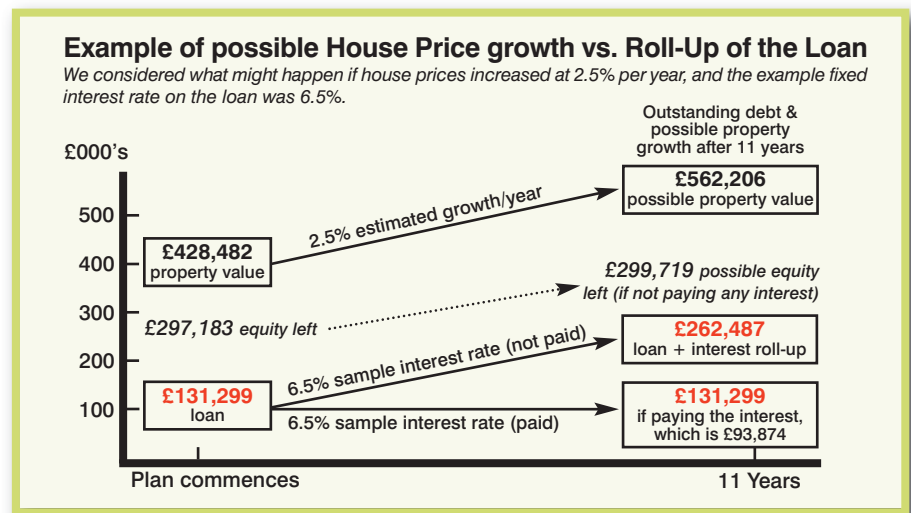 Example of possible House Price growth vs. Roll-Up of the Loan
We considered what might happen if house prices increased at 2.5% per year, and the example fixed
interest rate on the loan was 6.5%.
Outstanding debt &
possible property
growth after 11 years
£000's
£562,206
possible property value
500
2.5% estimated growth/year
£428,482
property value
400
£299,719 possible equity
left (if not paying any interest)
300
£297,183 equity left
£262,487
loan + interest roll-up
200
6.5% sample interest rate (not paid)
£131,299
loan
100
6.5% sample interest rate (paid)
£131,299
if paying the interest,
which is £93,874
Plan commences
11 Years